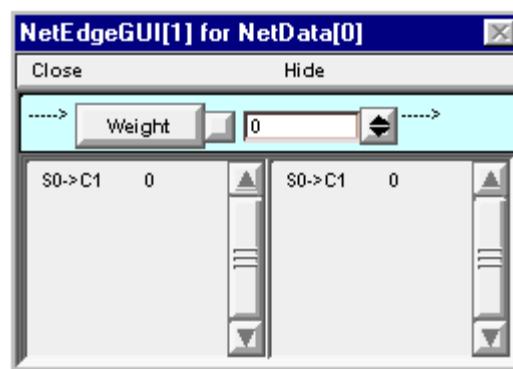 NetEdgeGUI[1] for NetData[0]
Close Hide
-----> Weight 0 ----->
S0->C1 0 S0->C1 0